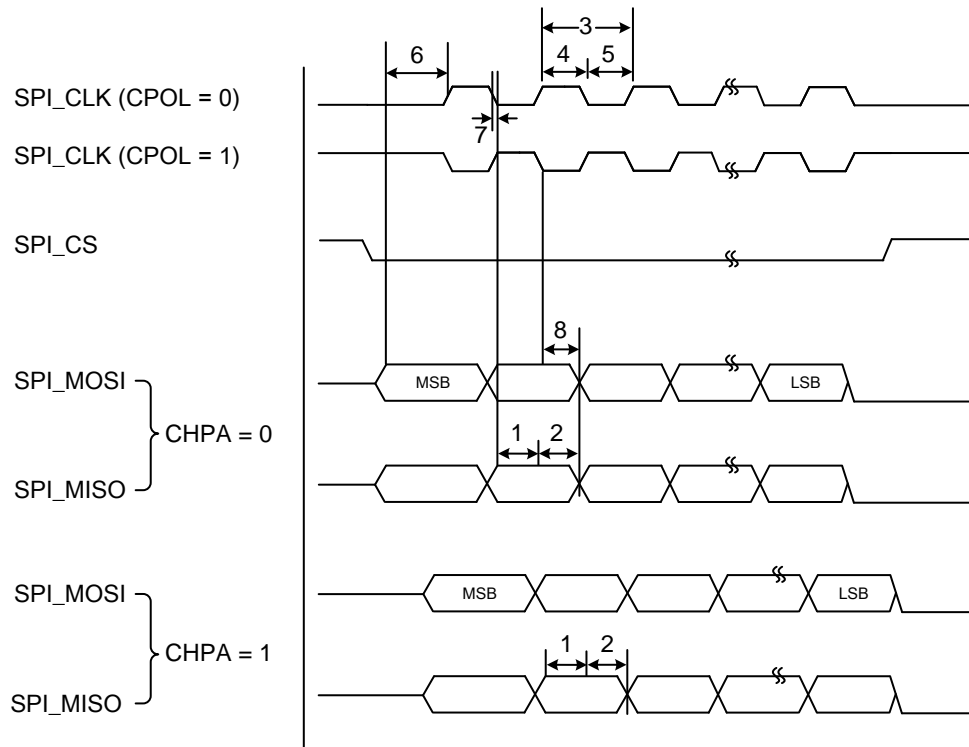 3
6
4
5
SPI_CLK (CPOL = 0)
7
SPI_CLK (CPOL = 1)
SPI_CS
8
SPI_MOSI
MSB
LSB
CHPA = 0
1
2
SPI_MISO
SPI_MOSI
MSB
LSB
CHPA = 1
1
2
SPI_MISO